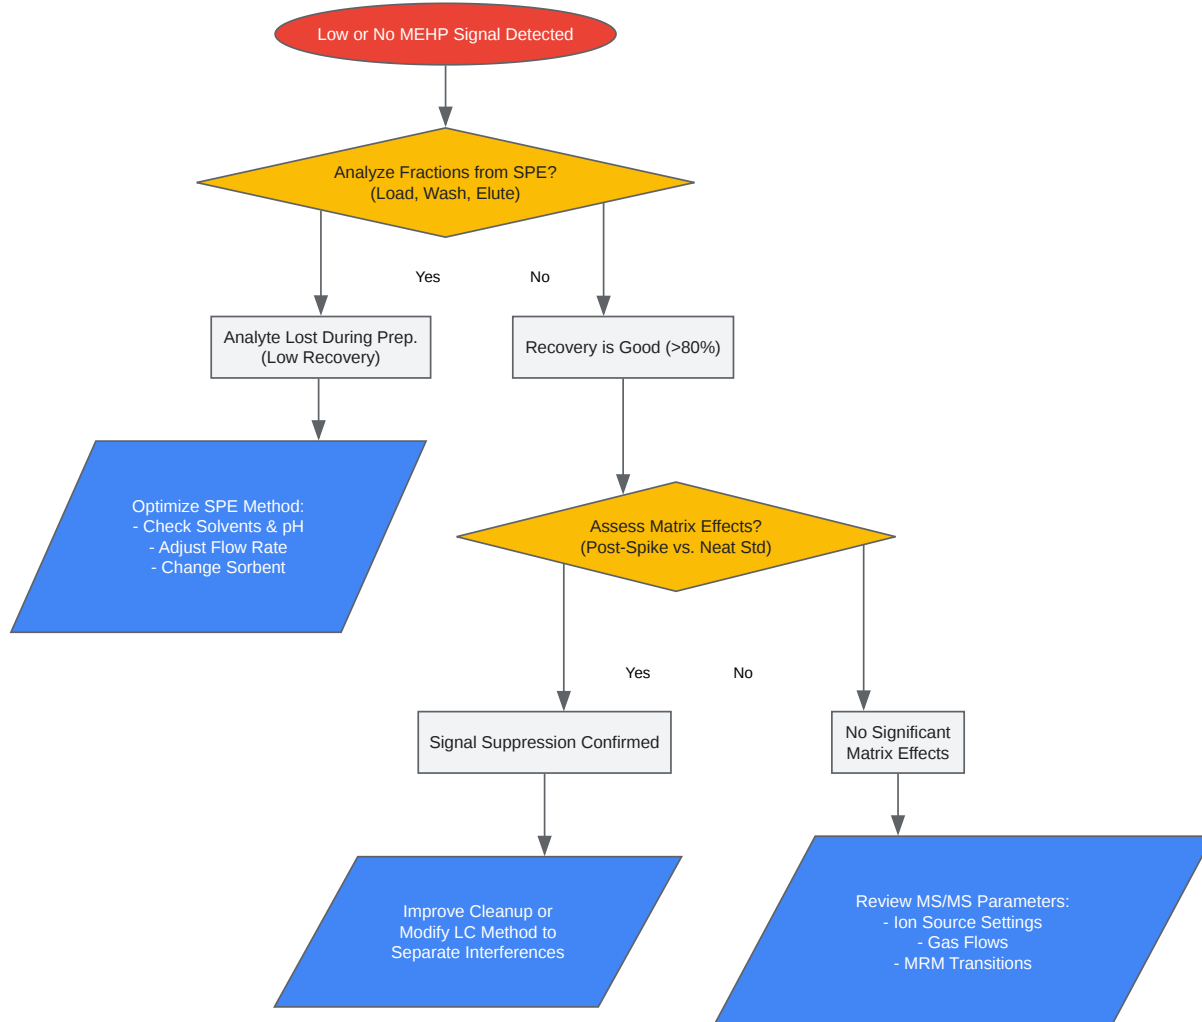 Low or No MEHP Signal Detected
Analyze Fractions from SPE?
(Load, Wash, Elute)
Yes
No
Analyte Lost During Prep.
(Low Recovery)
Recovery is Good (>80%)
Optimize SPE Method:
- Check Solvents & pH
- Adjust Flow Rate
- Change Sorbent
Assess Matrix Effects?
(Post-Spike vs. Neat Std)
Yes
No
Signal Suppression Confirmed
No Significant
Matrix Effects
Improve Cleanup or
Modify LC Method to
Separate Interferences
Review MS/MS Parameters:
- Ion Source Settings
- Gas Flows
- MRM Transitions